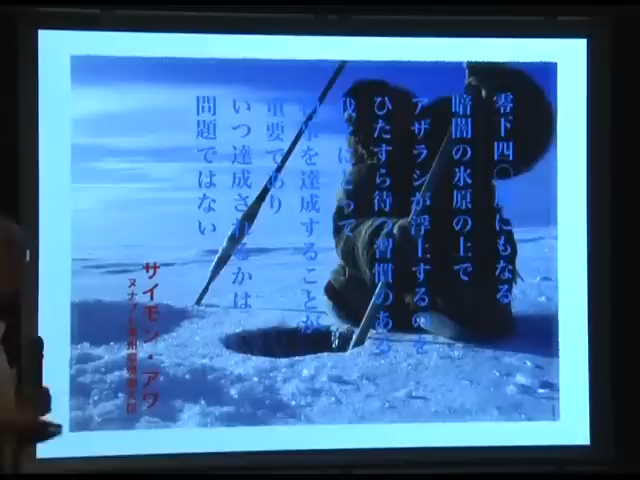 零下四〇度にもなる
暗闇の氷原の上で
アザラシが浮上するのを
ひたすら待つ習慣のある
我々にとって
を達成することが
重要であり
いつ達成されるかは
問題ではない
サイモン・アワ